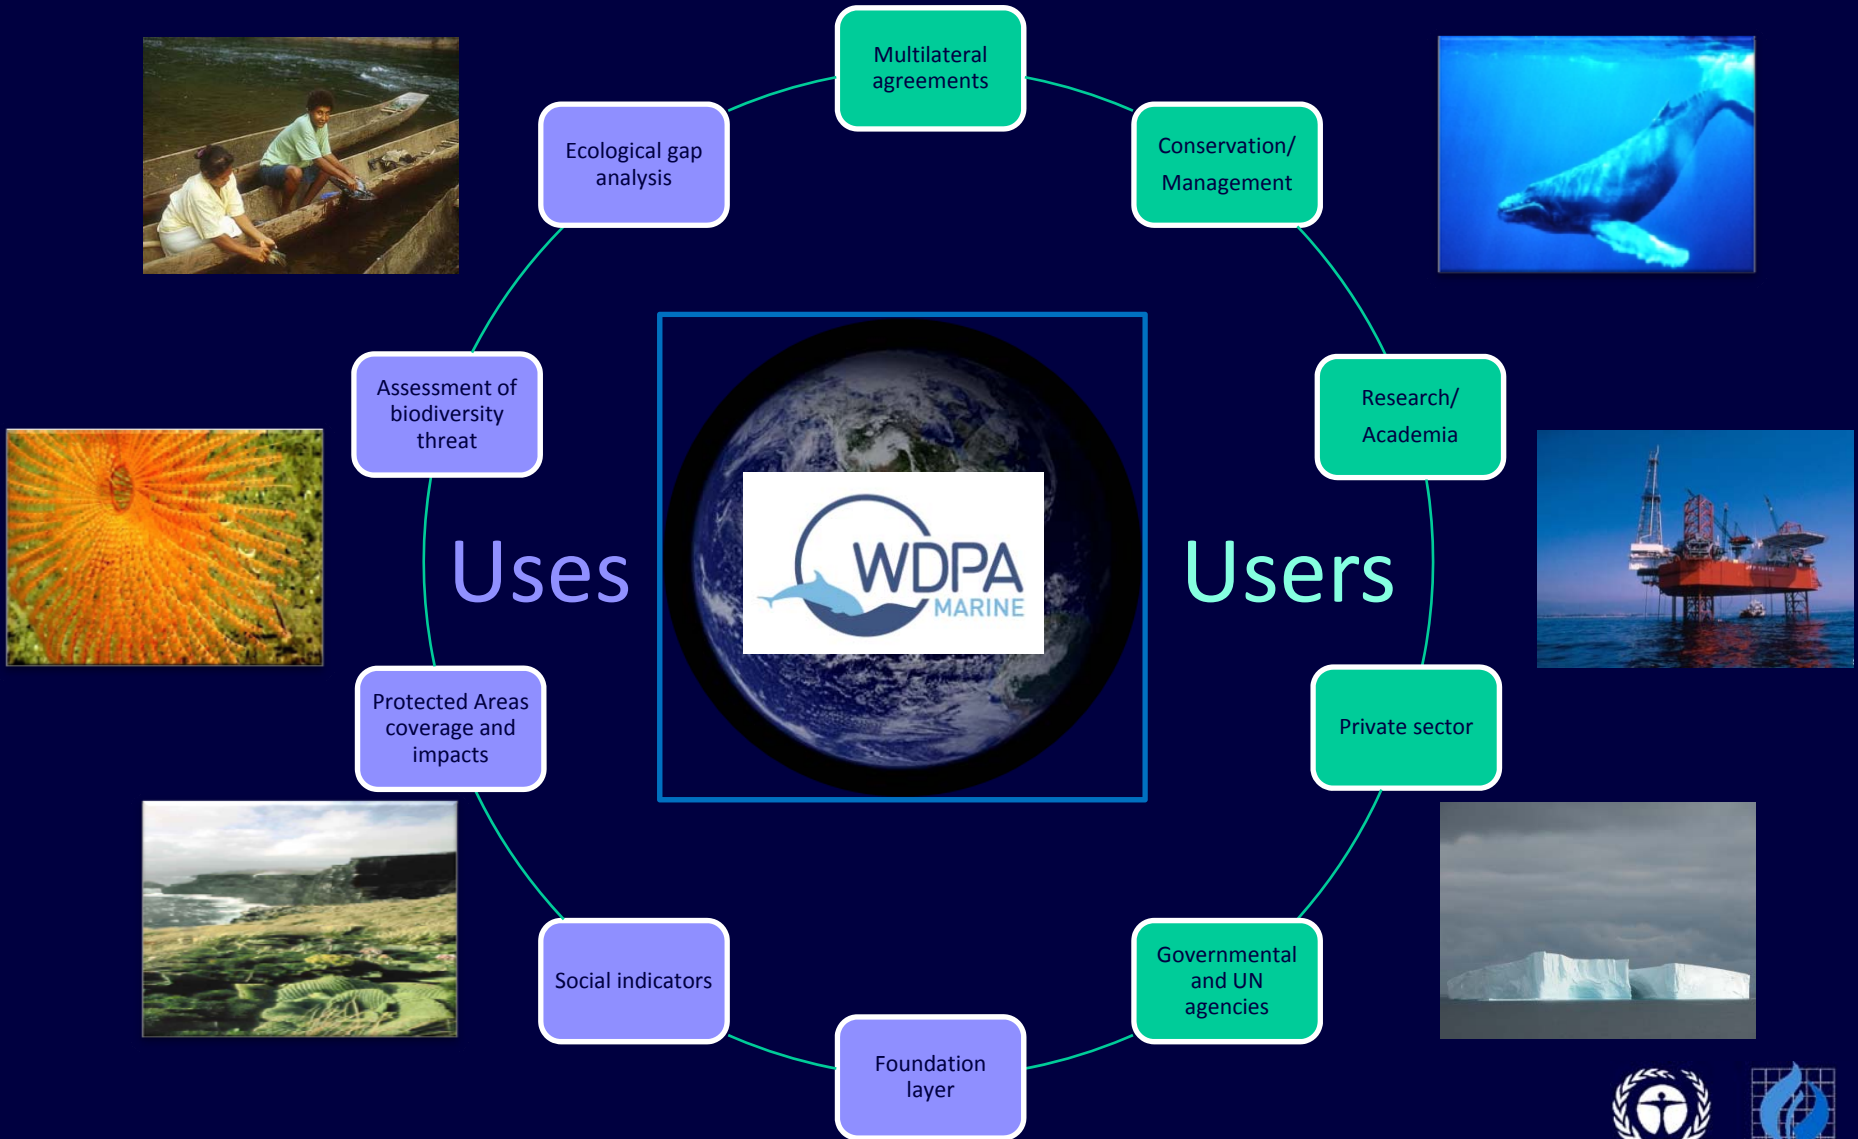 Multilateral
agreements
Conservation/
Management
Research/
Academia
Private sector
Governmental
and UN
agencies
Foundation
layer
Social indicators
Protected Areas
coverage and
impacts
Assessment of
biodiversity
threat
Ecological gap
analysis
Uses
WDPA
MARINE
Users